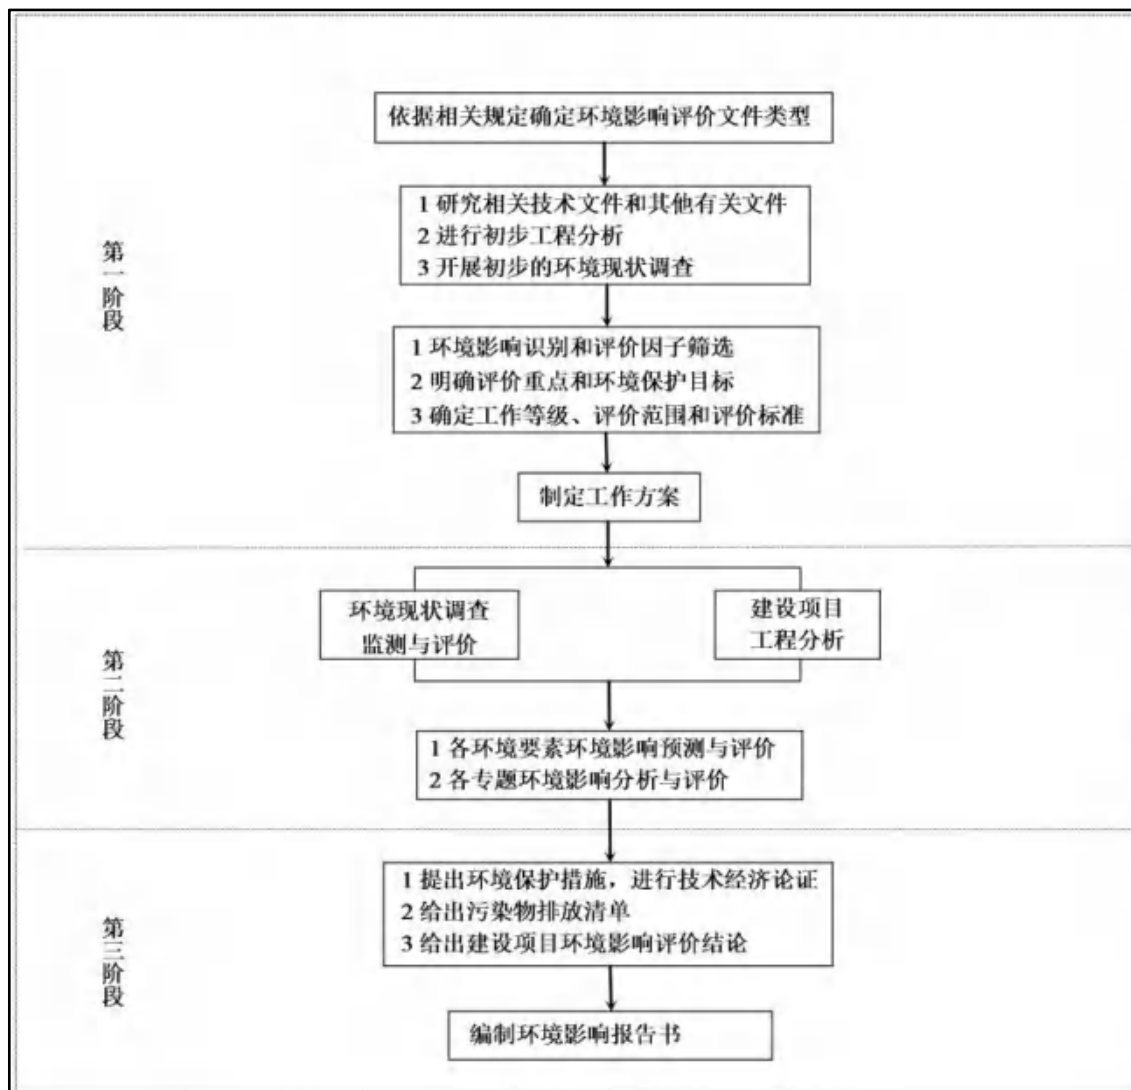 依据相关规定确定环境影响评价文件类型
第一阶段
1 研究相关技术文件和其他有关文件
2 进行初步工程分析
3 开展初步的环境现状调查
1 环境影响识别和评价因子筛选
2 明确评价重点和环境保护目标
3 确定工作等级、评价范围和评价标准
制定工作方案
第二阶段
环境现状调查
监测与评价
建设项目
工程分析
1 各环境要素环境影响预测与评价
2 各专题环境影响分析与评价
第三阶段
1 提出环境保护措施，进行技术经济论证
2 给出污染物排放清单
3 给出建设项目环境影响评价结论
编制环境影响报告书